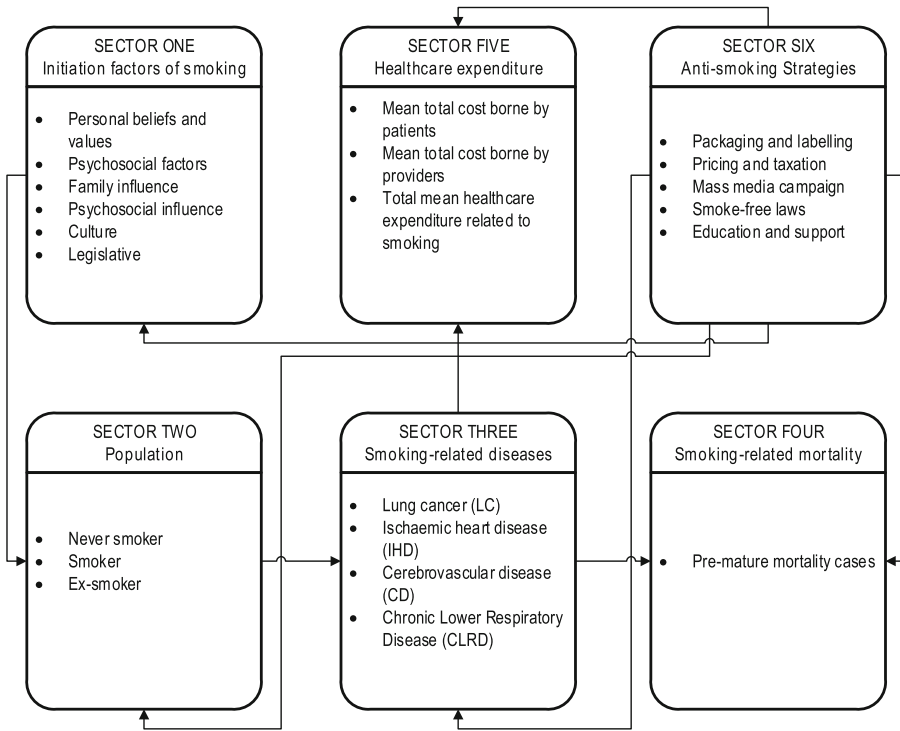 SECTOR ONE
Initiation factors of smoking
• Personal beliefs and
values
• Psychosocial factors
• Family influence
• Psychosocial influence
• Culture
• Legislative
SECTOR FIVE
Healthcare expenditure
• Mean total cost borne by
patients
• Mean total cost borne by
providers
• Total mean healthcare
expenditure related to
smoking
SECTOR SIX
Anti-smoking Strategies
• Packaging and labelling
• Pricing and taxation
• Mass media campaign
• Smoke-free laws
• Education and support
SECTOR TWO
Population
• Never smoker
• Smoker
• Ex-smoker
SECTOR THREE
Smoking-related diseases
• Lung cancer (LC)
• Ischaemic heart disease
(IHD)
• Cerebrovascular disease
(CD)
• Chronic Lower Respiratory
Disease (CLRD)
SECTOR FOUR
Smoking-related mortality
• Pre-mature mortality cases